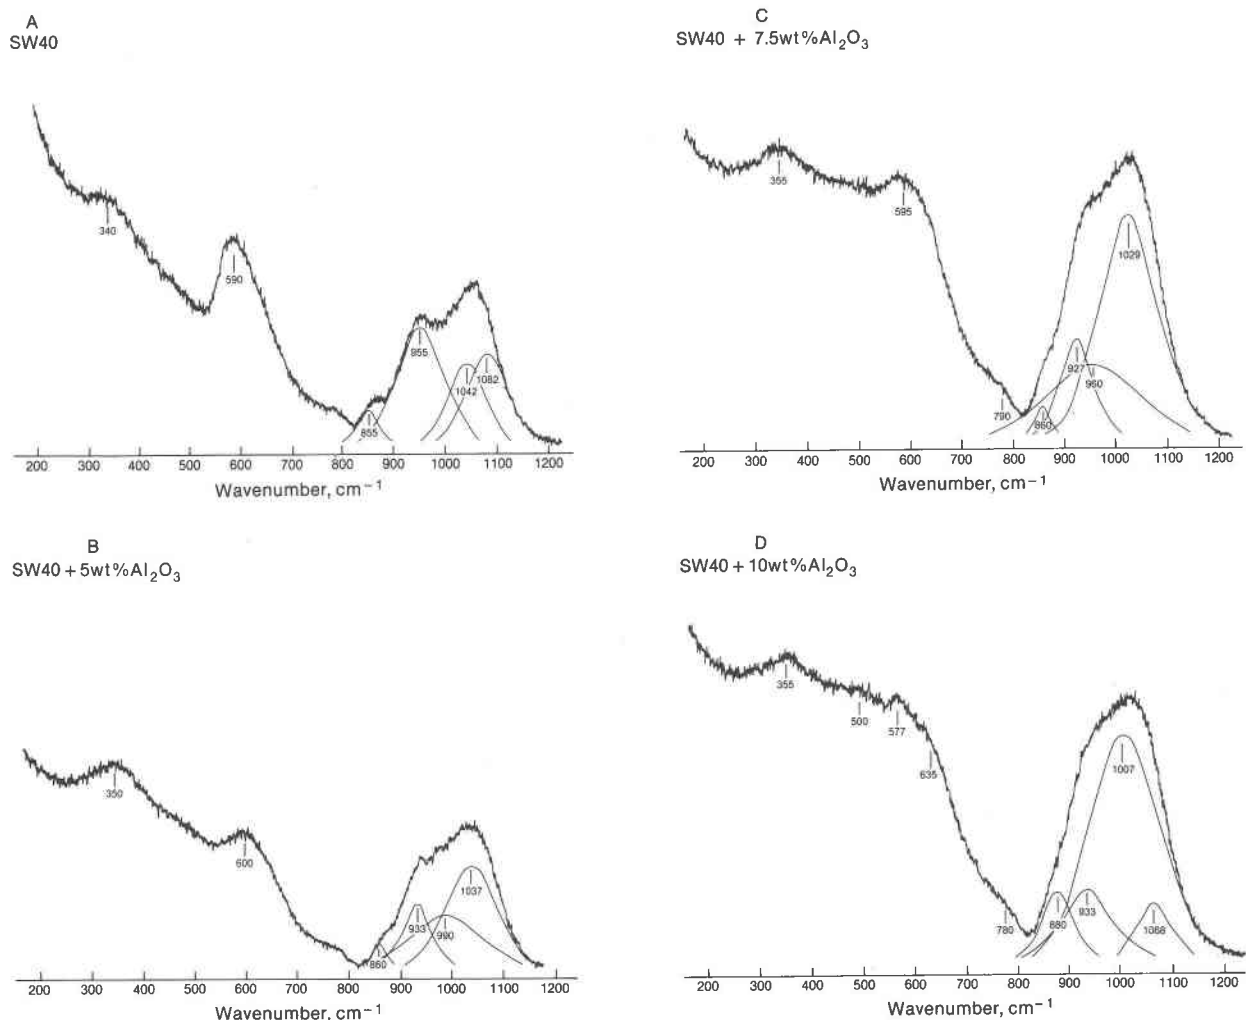 A
SW40
340
590
855
955
1042
1082
200 300 400 500 600 700 800 900 1000 1100 1200
Wavenumber, cm⁻¹
B
SW40 + 5wt%Al₂O₃
350
600
860
933
990
1037
200 300 400 500 600 700 800 900 1000 1100 1200
Wavenumber, cm⁻¹
C
SW40 + 7.5wt%Al₂O₃
355
595
790
860
927
960
1029
200 300 400 500 600 700 800 900 1000 1100 1200
Wavenumber, cm⁻¹
D
SW40 + 10wt%Al₂O₃
355
500
577
635
780
880
933
1007
1068
200 300 400 500 600 700 800 900 1000 1100 1200
Wavenumber, cm⁻¹